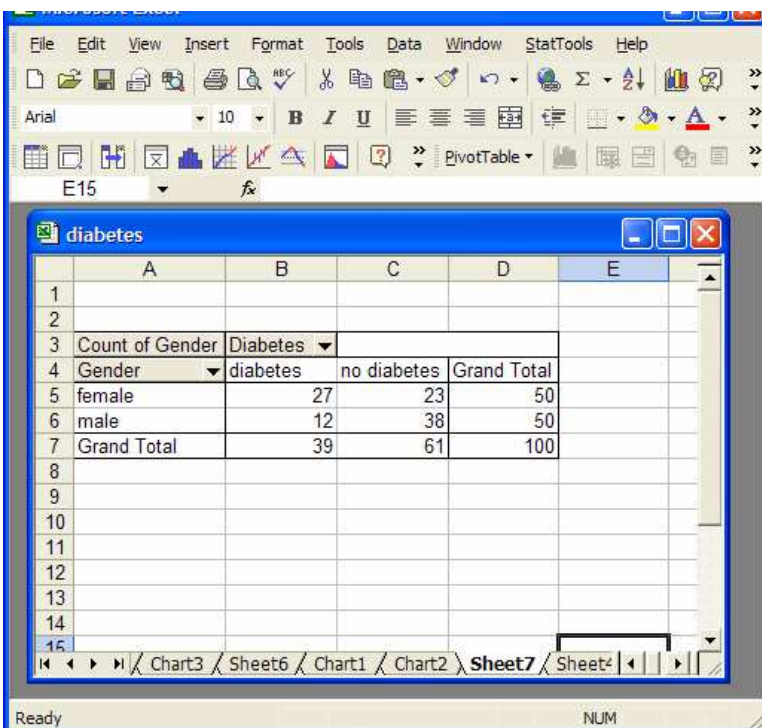 File Edit View Insert Format Tools Data Window StatTools Help
ABC
Arial 10 B I U A
PivotTable
E15 fx
diabetes
A B C D E
1
2
3 Count of Gender Diabetes
4 Gender diabetes no diabetes Grand Total
5 female 27 23 50
6 male 12 38 50
7 Grand Total 39 61 100
8
9
10
11
12
13
14
15
Chart3 Sheet6 Chart1 Chart2 Sheet7 Sheet4
Ready NUM